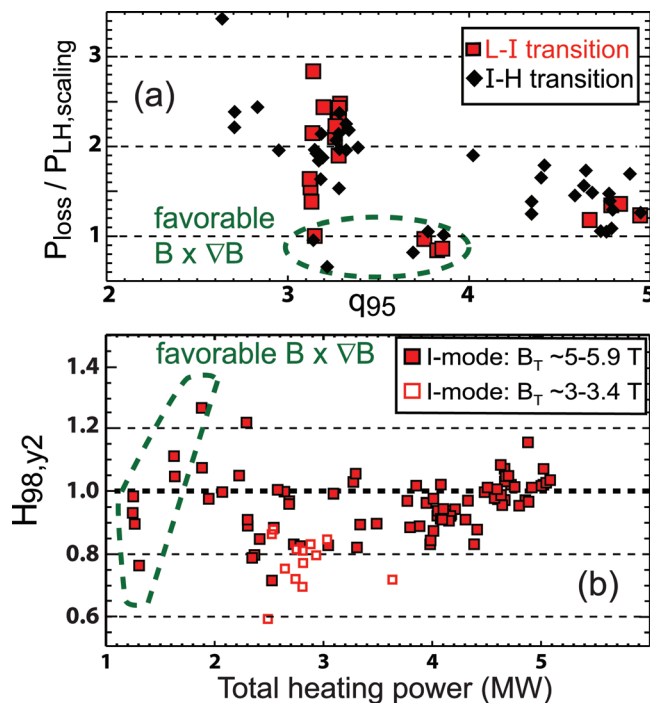 3
2
1
P_loss / P_LH,scaling
(a)
L-I transition
I-H transition
favorable
B x ∇B
2 3 4 5
q_95
favorable B x ∇B
I-mode: B_T ~5-5.9 T
I-mode: B_T ~3-3.4 T
1.4
1.2
1.0
0.8
0.6
H_98,y2
(b)
1 2 3 4 5
Total heating power (MW)